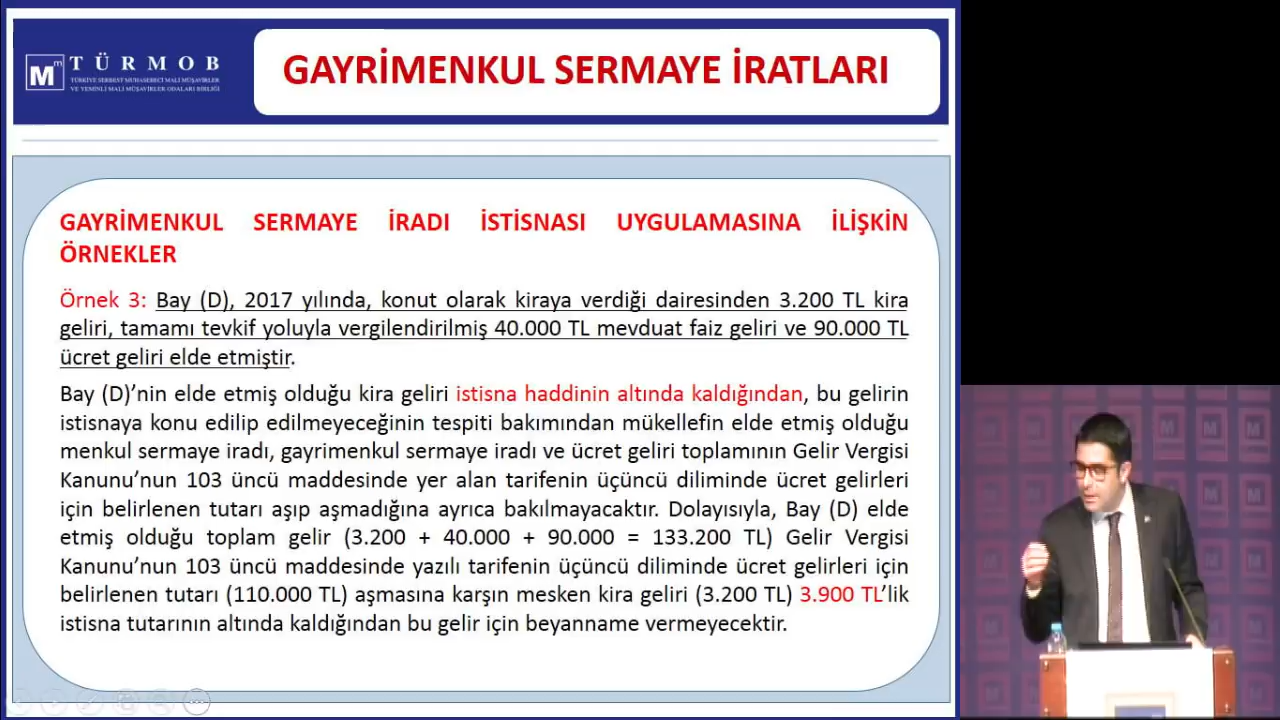 TÜRMOB
TÜRKİYE SERBEST MUHASEBECİ MALİ MÜŞAVİRLER
VE YEMİNLİ MALİ MÜŞAVİRLER ODALARI BİRLİĞİ
GAYRİMENKUL SERMAYE İRATLARI
GAYRİMENKUL SERMAYE İRADI İSTİSNASI UYGULAMASINA İLİŞKİN
ÖRNEKLER
Örnek 3: Bay (D), 2017 yılında, konut olarak kiraya verdiği dairesinden 3.200 TL kira
geliri, tamamı tevkif yoluyla vergilendirilmiş 40.000 TL mevduat faiz geliri ve 90.000 TL
ücret geliri elde etmiştir.
Bay (D)’nin elde etmiş olduğu kira geliri istisna haddinin altında kaldığından, bu gelirin
istisnaya konu edilip edilmeyeceğinin tespiti bakımından mükellefin elde etmiş olduğu
menkul sermaye iradı, gayrimenkul sermaye iradı ve ücret geliri toplamının Gelir Vergisi
Kanunu’nun 103 üncü maddesinde yer alan tarifenin üçüncü diliminde ücret gelirleri
için belirlenen tutarı aşıp aşmadığına ayrıca bakılmayacaktır. Dolayısıyla, Bay (D) elde
etmiş olduğu toplam gelir (3.200 + 40.000 + 90.000 = 133.200 TL) Gelir Vergisi
Kanunu’nun 103 üncü maddesinde yazılı tarifenin üçüncü diliminde ücret gelirleri için
belirlenen tutarı (110.000 TL) aşmasına karşın mesken kira geliri (3.200 TL) 3.900 TL’lik
istisna tutarının altında kaldığından bu gelir için beyanname vermeyecektir.